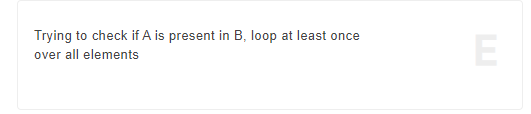 Trying to check if A is present in B, loop at least once
over all elements
E